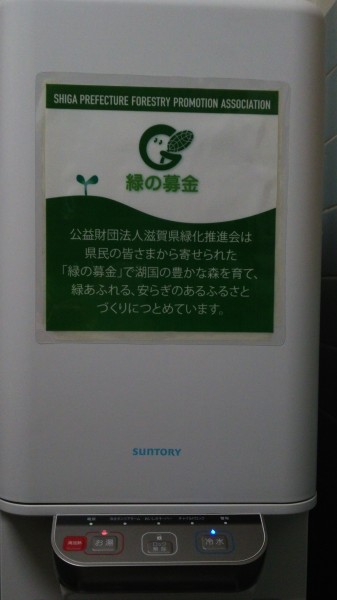 SHIGA PREFECTURE FORESTRY PROMOTION ASSOCIATION
緑の募金
公益財団法人滋賀県緑化推進会は
県民の皆さまから寄せられた
「緑の募金」で湖国の豊かな森を育て、
緑あふれる、安らぎのあるふるさと
づくりにつとめています。
SUNTORY
お湯
冷水